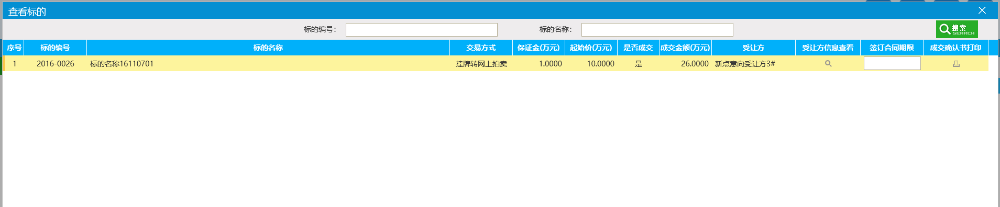 查看标的
标的编号： 标的名称： 搜索 SEARCH
序号 标的编号 标的名称 交易方式 保证金(万元) 起始价(万元) 是否成交 成交金额(万元) 受让方 受让方信息查看 签订合同期限 成交确认书打印
1 2016-0026 标的名称16110701 挂牌转网上拍卖 1.0000 10.0000 是 26.0000 新点意向受让方3#